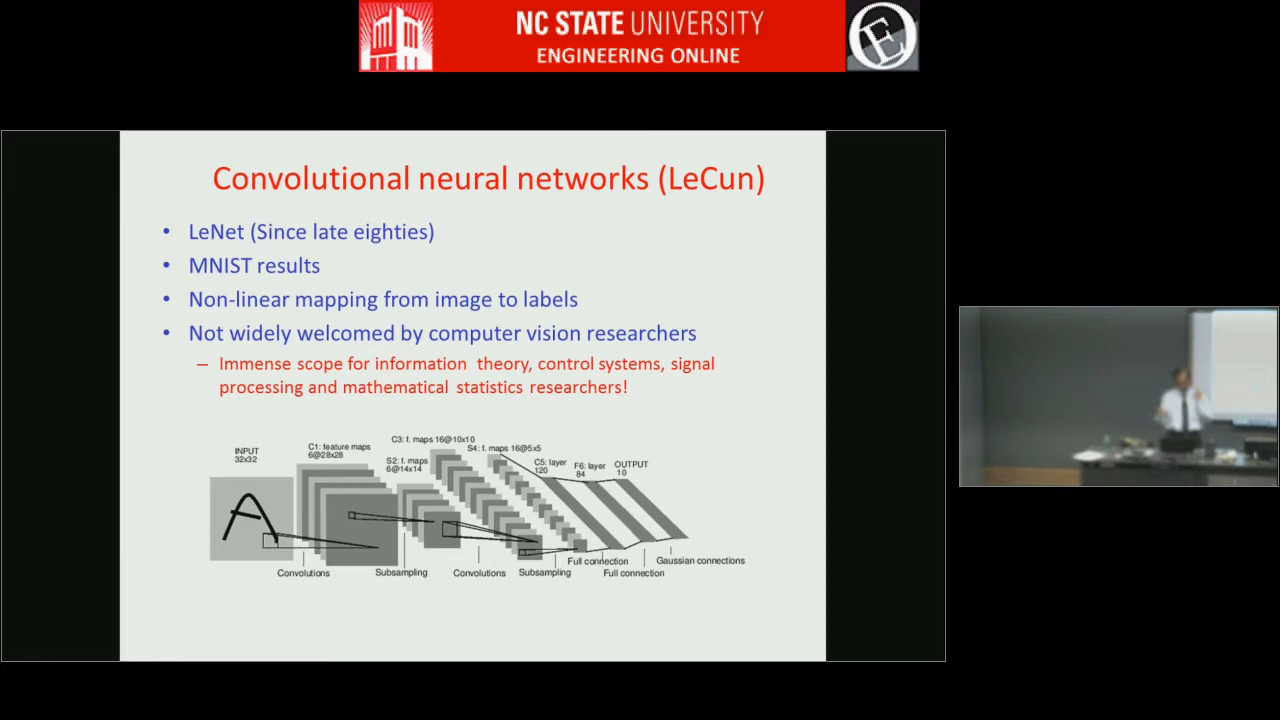 NC STATE UNIVERSITY
ENGINEERING ONLINE
OE
Convolutional neural networks (LeCun)
• LeNet (Since late eighties)
• MNIST results
• Non-linear mapping from image to labels
• Not widely welcomed by computer vision researchers
– Immense scope for information theory, control systems, signal
processing and mathematical statistics researchers!
INPUT
32x32
C1: feature maps
6@28x28
S2: f. maps
6@14x14
C3: f. maps 16@10x10
S4: f. maps 16@5x5
C5: layer
120
F6: layer
84
OUTPUT
10
A
Convolutions
Subsampling
Convolutions
Subsampling
Full connection
Full connection
Gaussian connections